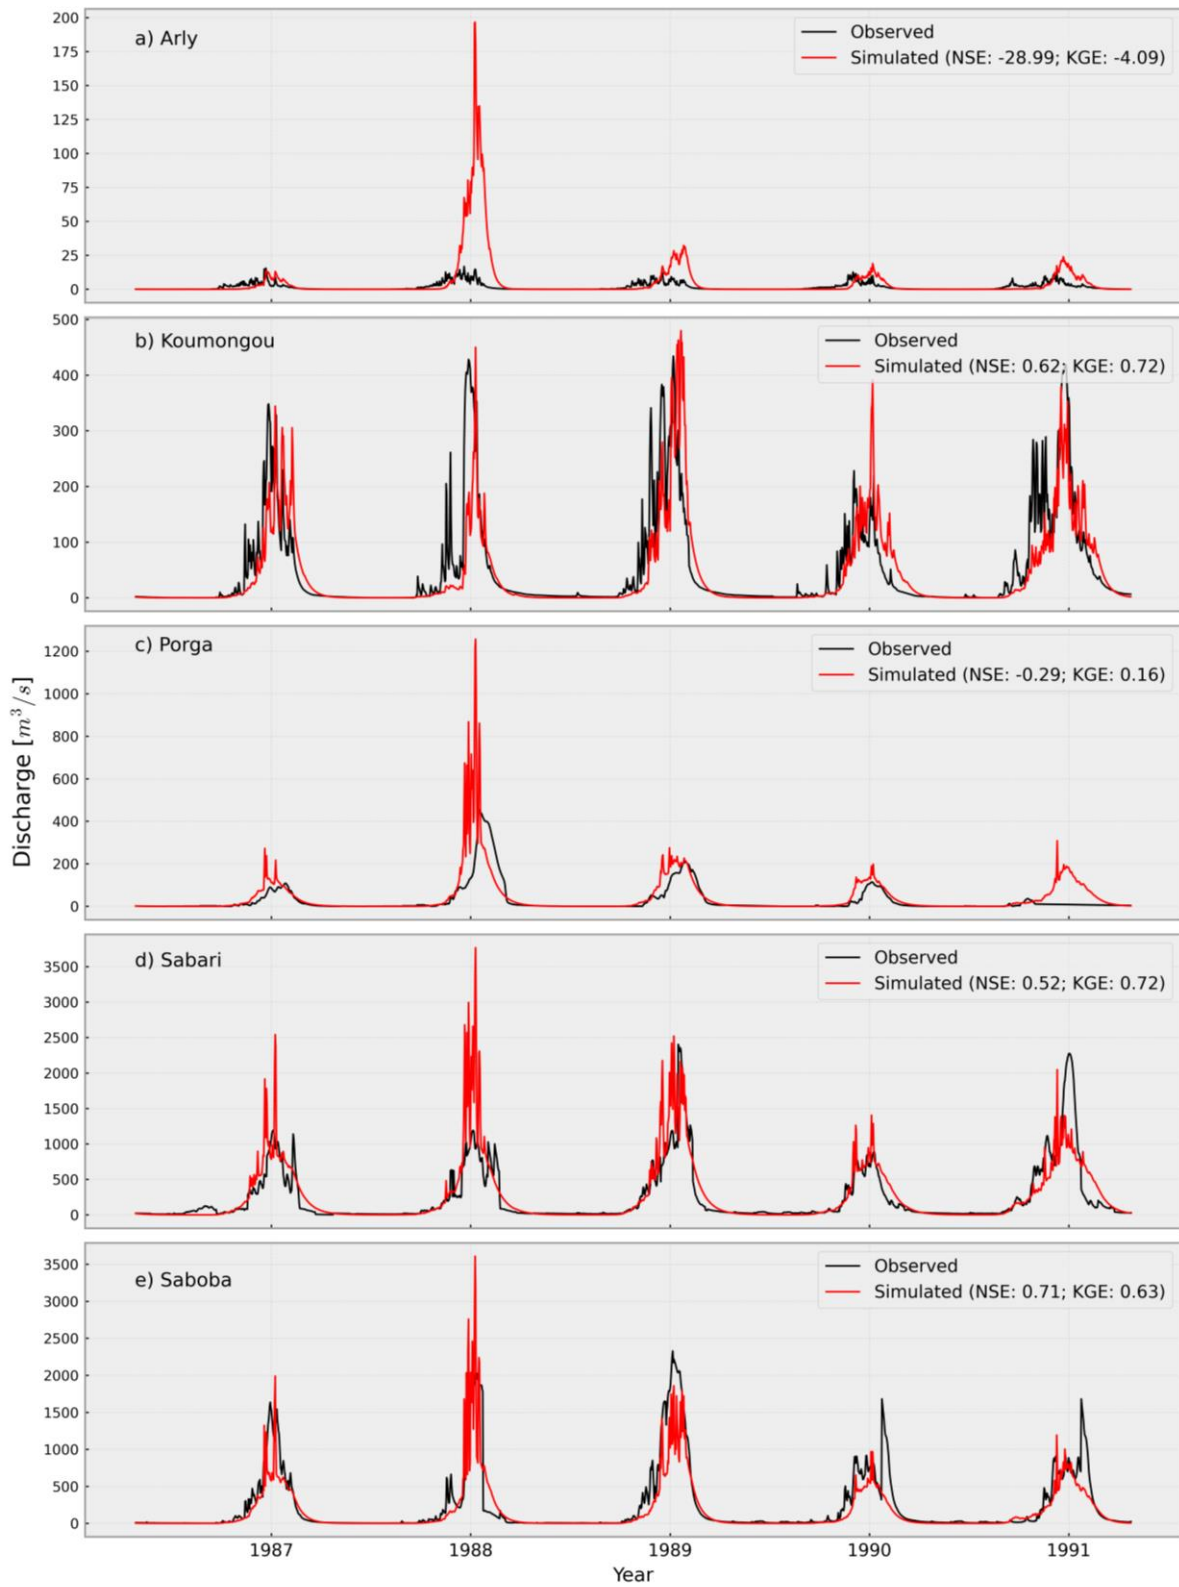 a) Arly
Observed
Simulated (NSE: -28.99; KGE: -4.09)
200
175
150
125
100
75
50
25
0
b) Koumongou
Observed
Simulated (NSE: 0.62; KGE: 0.72)
500
400
300
200
100
0
c) Porga
Observed
Simulated (NSE: -0.29; KGE: 0.16)
1200
1000
800
600
400
200
0
Discharge [m³/s]
d) Sabari
Observed
Simulated (NSE: 0.52; KGE: 0.72)
3500
3000
2500
2000
1500
1000
500
0
e) Saboba
Observed
Simulated (NSE: 0.71; KGE: 0.63)
3500
3000
2500
2000
1500
1000
500
0
1987 1988 1989 1990 1991
Year